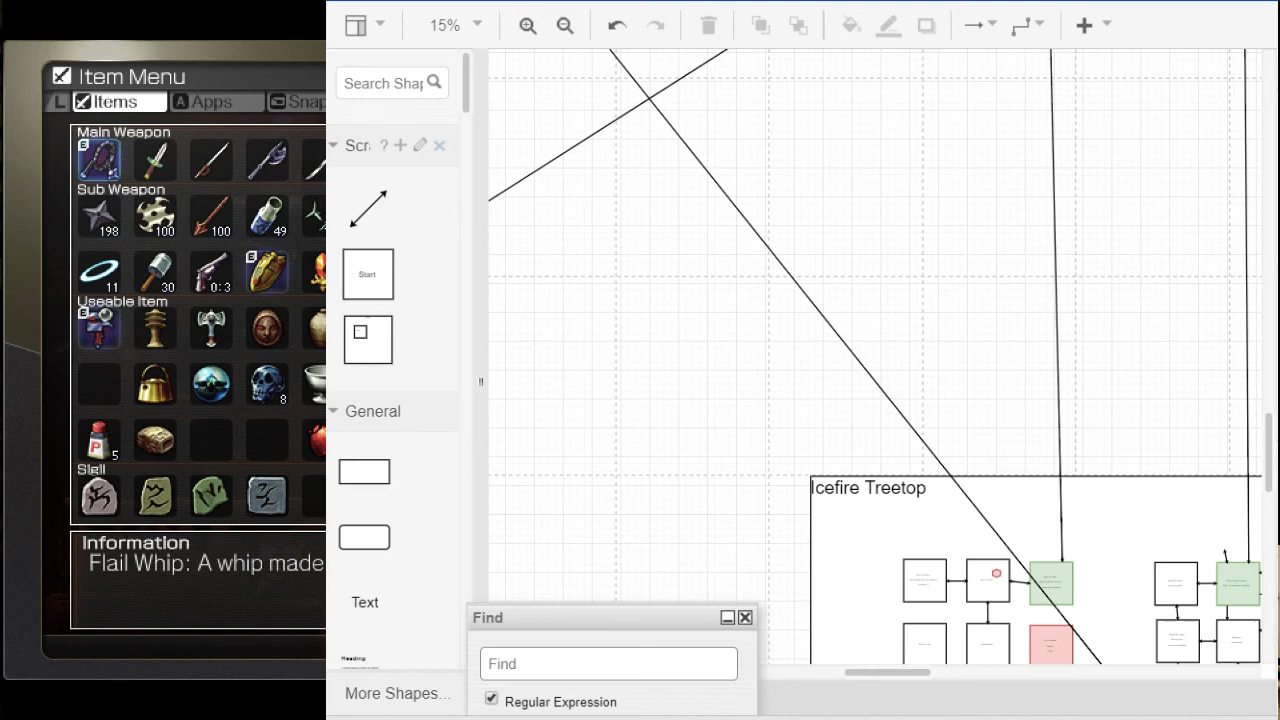 Item Menu
L Items A Apps Snap
Main Weapon
E
Sub Weapon
198 100 100 49
E
11 30 0:3
Useable Item
E
8
P 5
Sigil
Information
Flail Whip: A whip made
15%
Search Shap
Scr ? 
Start
General
Text
Heading
More Shapes...
Icefire Treetop
Find
Find
Regular Expression